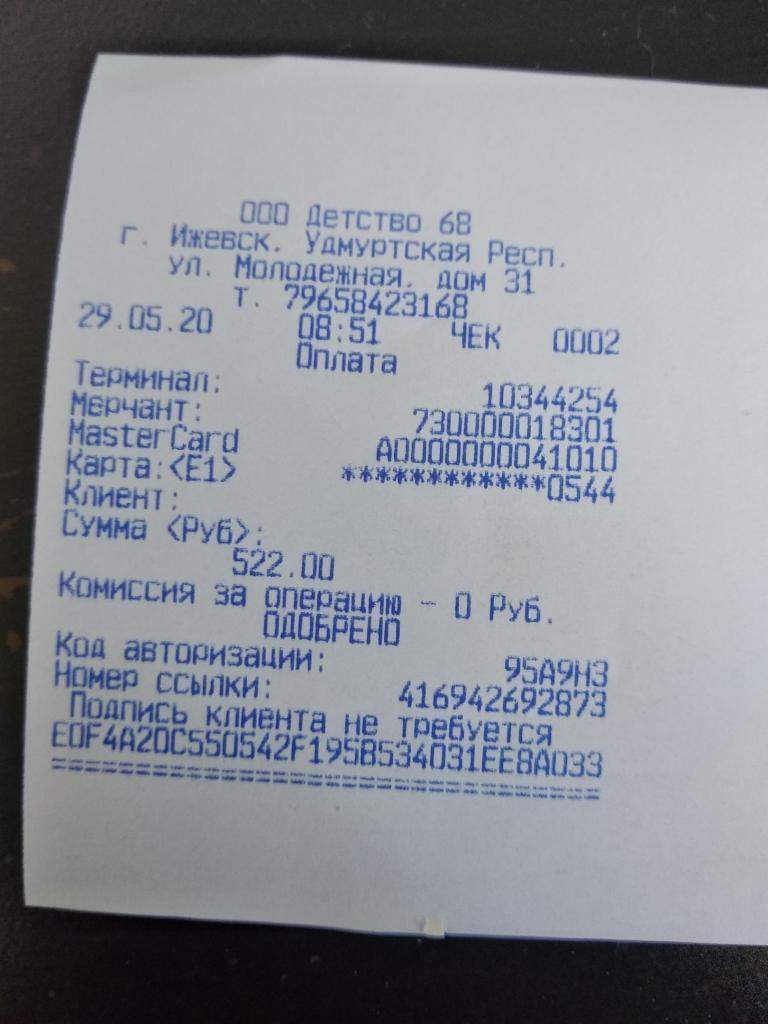 ООО Детство 68
г. Ижевск, Удмуртская Респ.
ул. Молодежная, дом 31
т. 79658423168
29.05.20 08:51 ЧЕК 0002
Оплата
Терминал: 10344254
Мерчант: 730000018301
MasterCard A0000000041010
Карта:<E1> ************0544
Клиент:
Сумма <Руб>:
522.00
Комиссия за операцию - 0 Руб.
ОДОБРЕНО
Код авторизации: 95A9H3
Номер ссылки: 416942692873
Подпись клиента не требуется
E0F4A20C550542F195B534031EE8A033